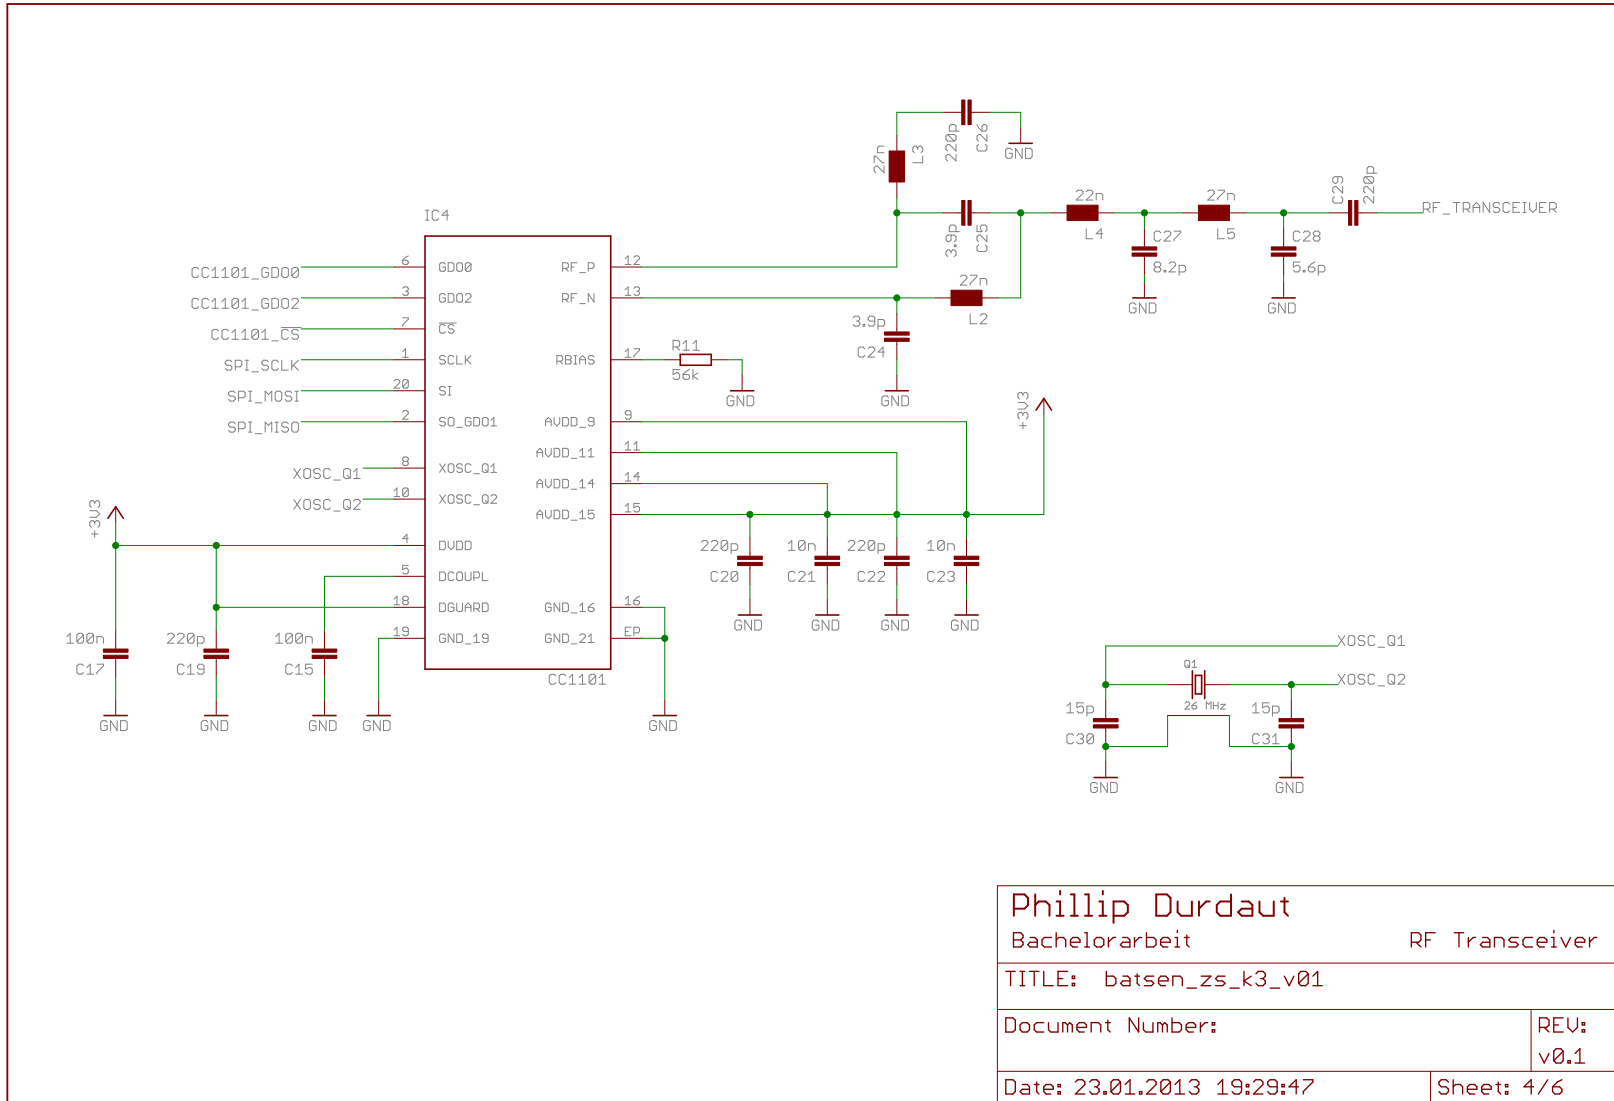 220p
C26
GND
27n
L3
C29
220p
22n
27n
RF_TRANSCEIVER
IC4
3.9p
C25
L4
L5
C27
8.2p
C28
5.6p
CC1101_GDO0
6
GDO0
RF_P
12
CC1101_GDO2
3
GDO2
RF_N
13
27n
L2
GND
GND
CC1101_CS
7
CS
3.9p
C24
SPI_SCLK
1
SCLK
RBIAS
17
R11
56k
GND
GND
SPI_MOSI
20
SI
SPI_MISO
2
SO_GDO1
AVDD_9
9
+3V3
AVDD_11
11
XOSC_Q1
8
XOSC_Q1
AVDD_14
14
XOSC_Q2
10
XOSC_Q2
AVDD_15
15
+3V3
4
DVDD
220p
C20
10n
C21
220p
C22
10n
C23
5
DCOUPL
18
DGUARD
GND_16
16
GND
GND
GND
GND
19
GND_19
GND_21
EP
100n
C17
220p
C19
100n
C15
CC1101
GND
GND
GND
GND
GND
XOSC_Q1
Q1
XOSC_Q2
26 MHz
15p
C30
15p
C31
GND
GND
Phillip Durdaut
Bachelorarbeit RF Transceiver
TITLE: batsen_zs_k3_v01
Document Number:
REV:
v0.1
Date: 23.01.2013 19:29:47
Sheet: 4/6